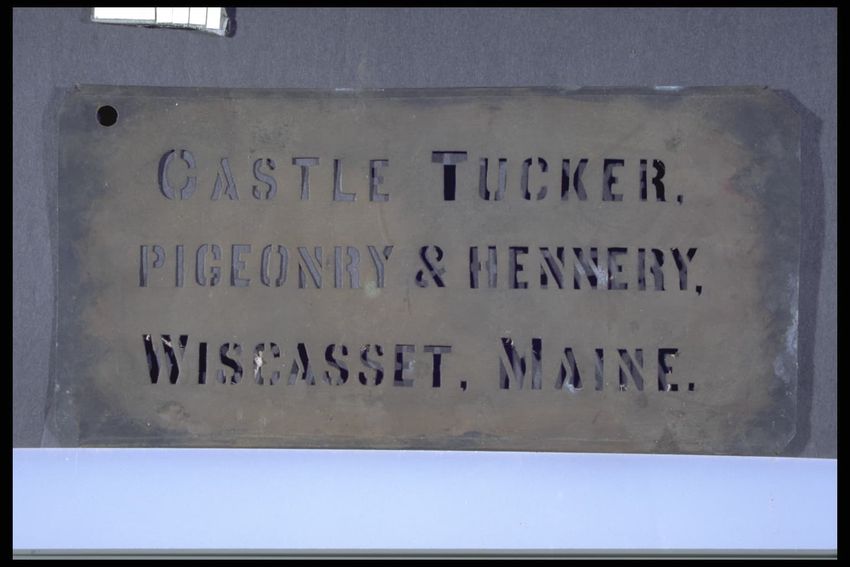 CASTLE TUCKER.
PIGEONRY & HENNERY,
WISCASSET, MAINE.